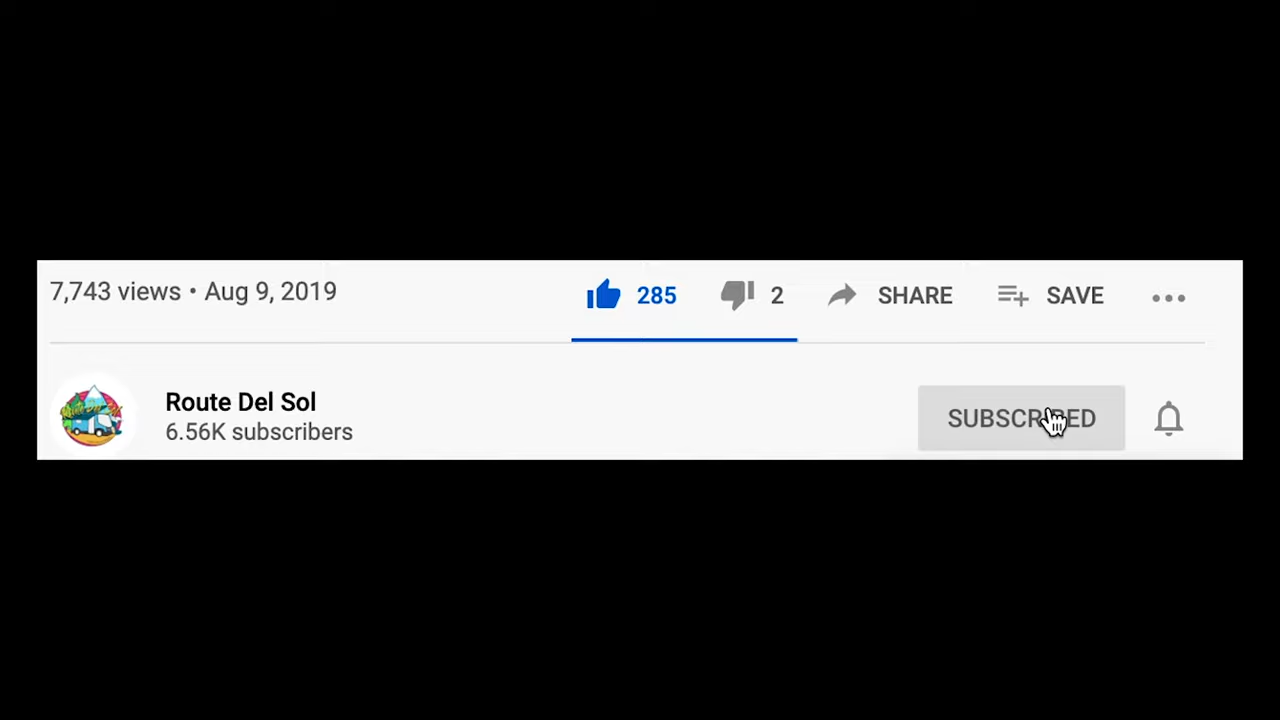 7,743 views • Aug 9, 2019
285
2
SHARE
SAVE
Route Del Sol
6.56K subscribers
SUBSCRIBED